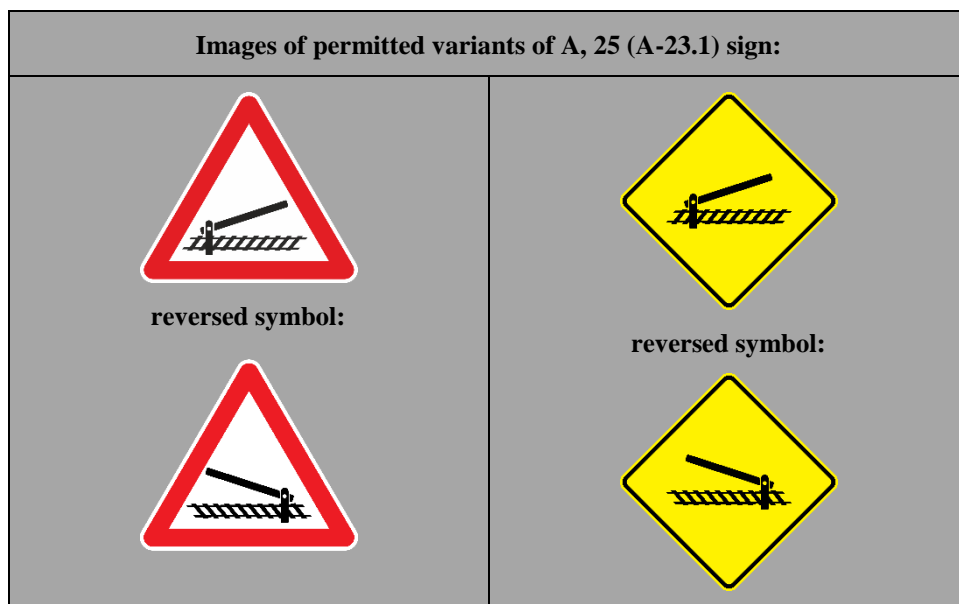 Images of permitted variants of A, 25 (A-23.1) sign:
reversed symbol:
reversed symbol: